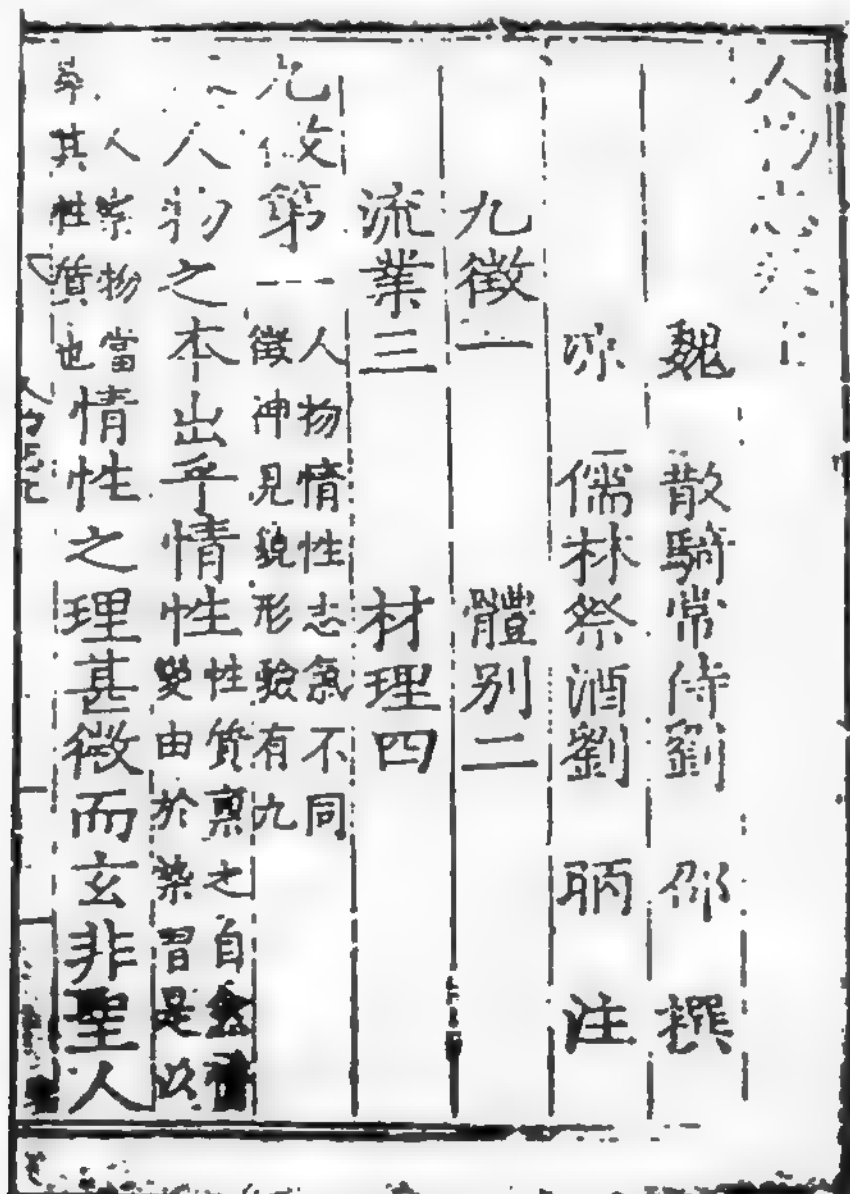 人物志卷上
魏 散騎常侍劉 邵 撰
涼 儒林祭酒劉 昞 注
九徵一 體別二
流業三 材理四
九徵第一 人物情性志氣不同
徵神見貌形驗有九
人物之本出乎情性 性質稟之自然情
變由於染習是以
人察物當
尋其性質也 情性之理甚微而玄非聖人